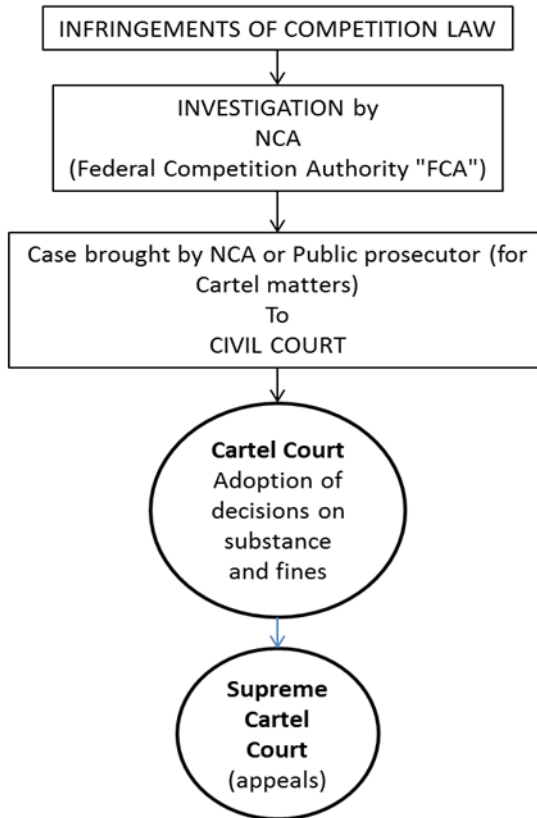 INFRINGEMENTS OF COMPETITION LAW
INVESTIGATION by
NCA
(Federal Competition Authority "FCA")
Case brought by NCA or Public prosecutor (for
Cartel matters)
To
CIVIL COURT
Cartel Court
Adoption of
decisions on
substance
and fines
Supreme
Cartel
Court
(appeals)